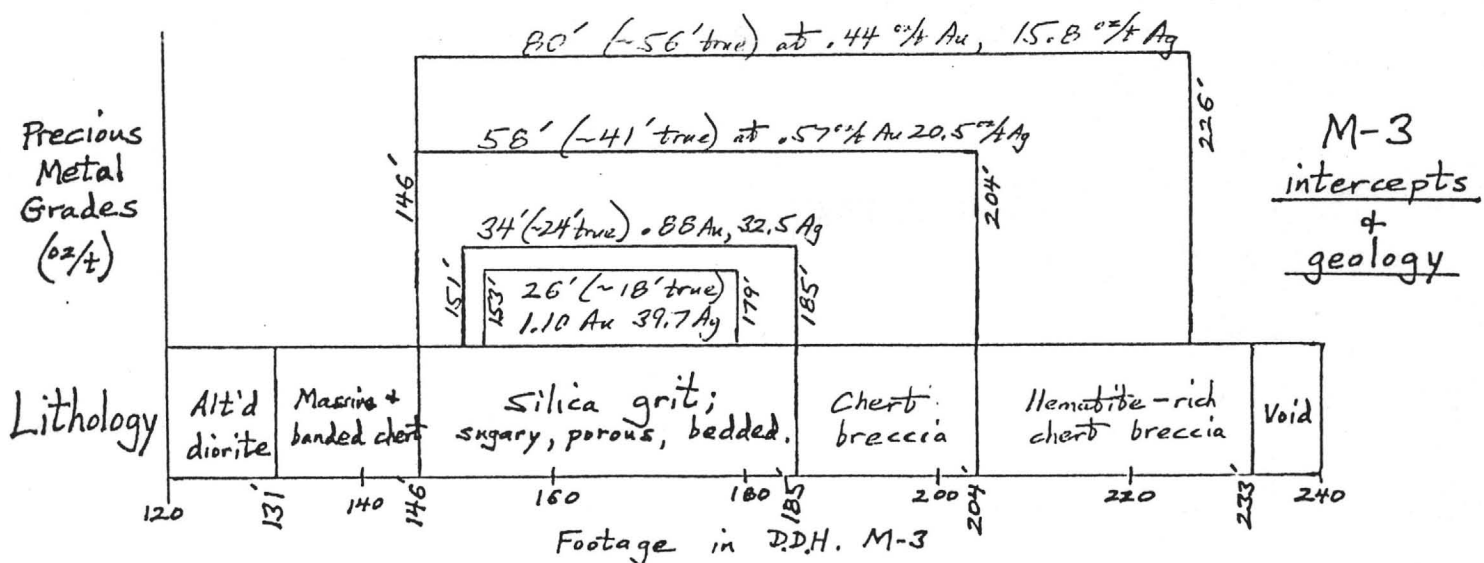 80' (~56' true) at .44 oz/t Au, 15.8 oz/t Ag
Precious
Metal
Grades
(oz/t)
58' (~41' true) at .57 oz/t Au 20.5 oz/t Ag
146'
204'
226'
34' (~24' true) .88 Au, 32.5 Ag
151'
185'
153'
26' (~18' true)
1.10 Au 39.7 Ag
179'
M-3
intercepts
&
geology
Lithology
Alt'd
diorite
Massive &
banded chert
Silica grit;
sugary, porous, bedded.
Chert
breccia
Hematite-rich
chert breccia
Void
120
131'
140
146'
160
180
185'
200
204'
220
233'
240
Footage in D.D.H. M-3